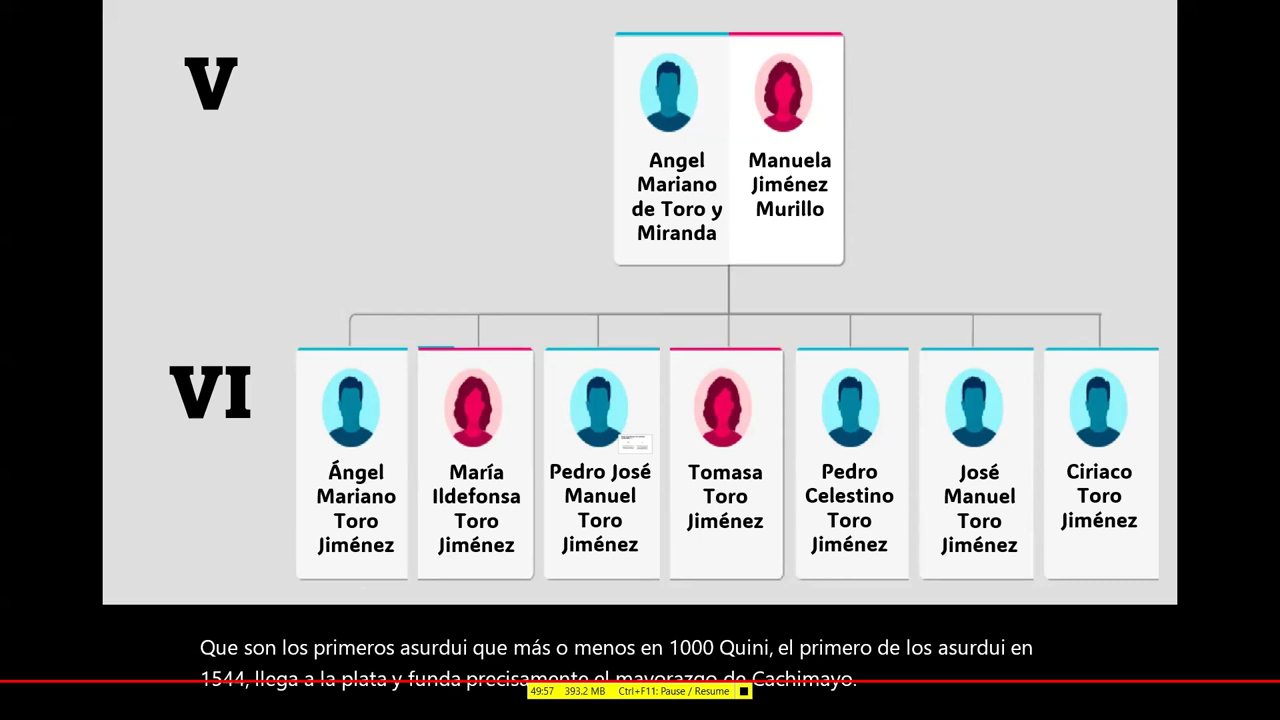 V
Angel
Mariano
de Toro y
Miranda
Manuela
Jiménez
Murillo
VI
Ángel
Mariano
Toro
Jiménez
María
Ildefonsa
Toro
Jiménez
Pedro José
Manuel
Toro
Jiménez
Tomasa
Toro
Jiménez
Pedro
Celestino
Toro
Jiménez
José
Manuel
Toro
Jiménez
Ciriaco
Toro
Jiménez
Que son los primeros asurdui que más o menos en 1000 Quini, el primero de los asurdui en
1544, llega a la plata y funda precisamente el mayorazgo de Cachimayo.
49:57 393.2 MB Ctrl+F11: Pause / Resume